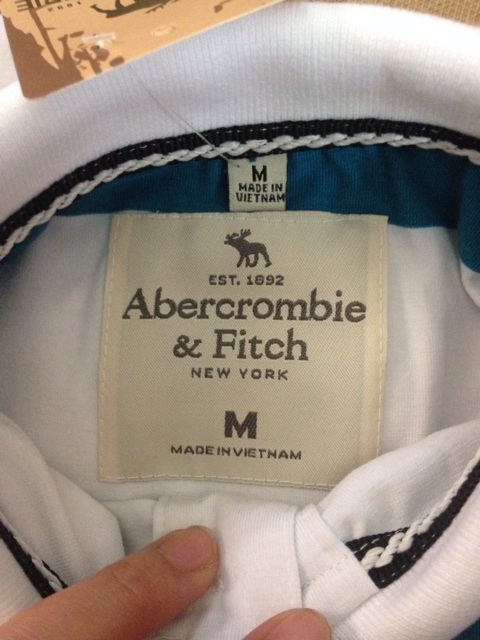 M
MADE IN
VIETNAM
EST. 1892
Abercrombie
& Fitch
NEW YORK
M
MADE IN VIETNAM